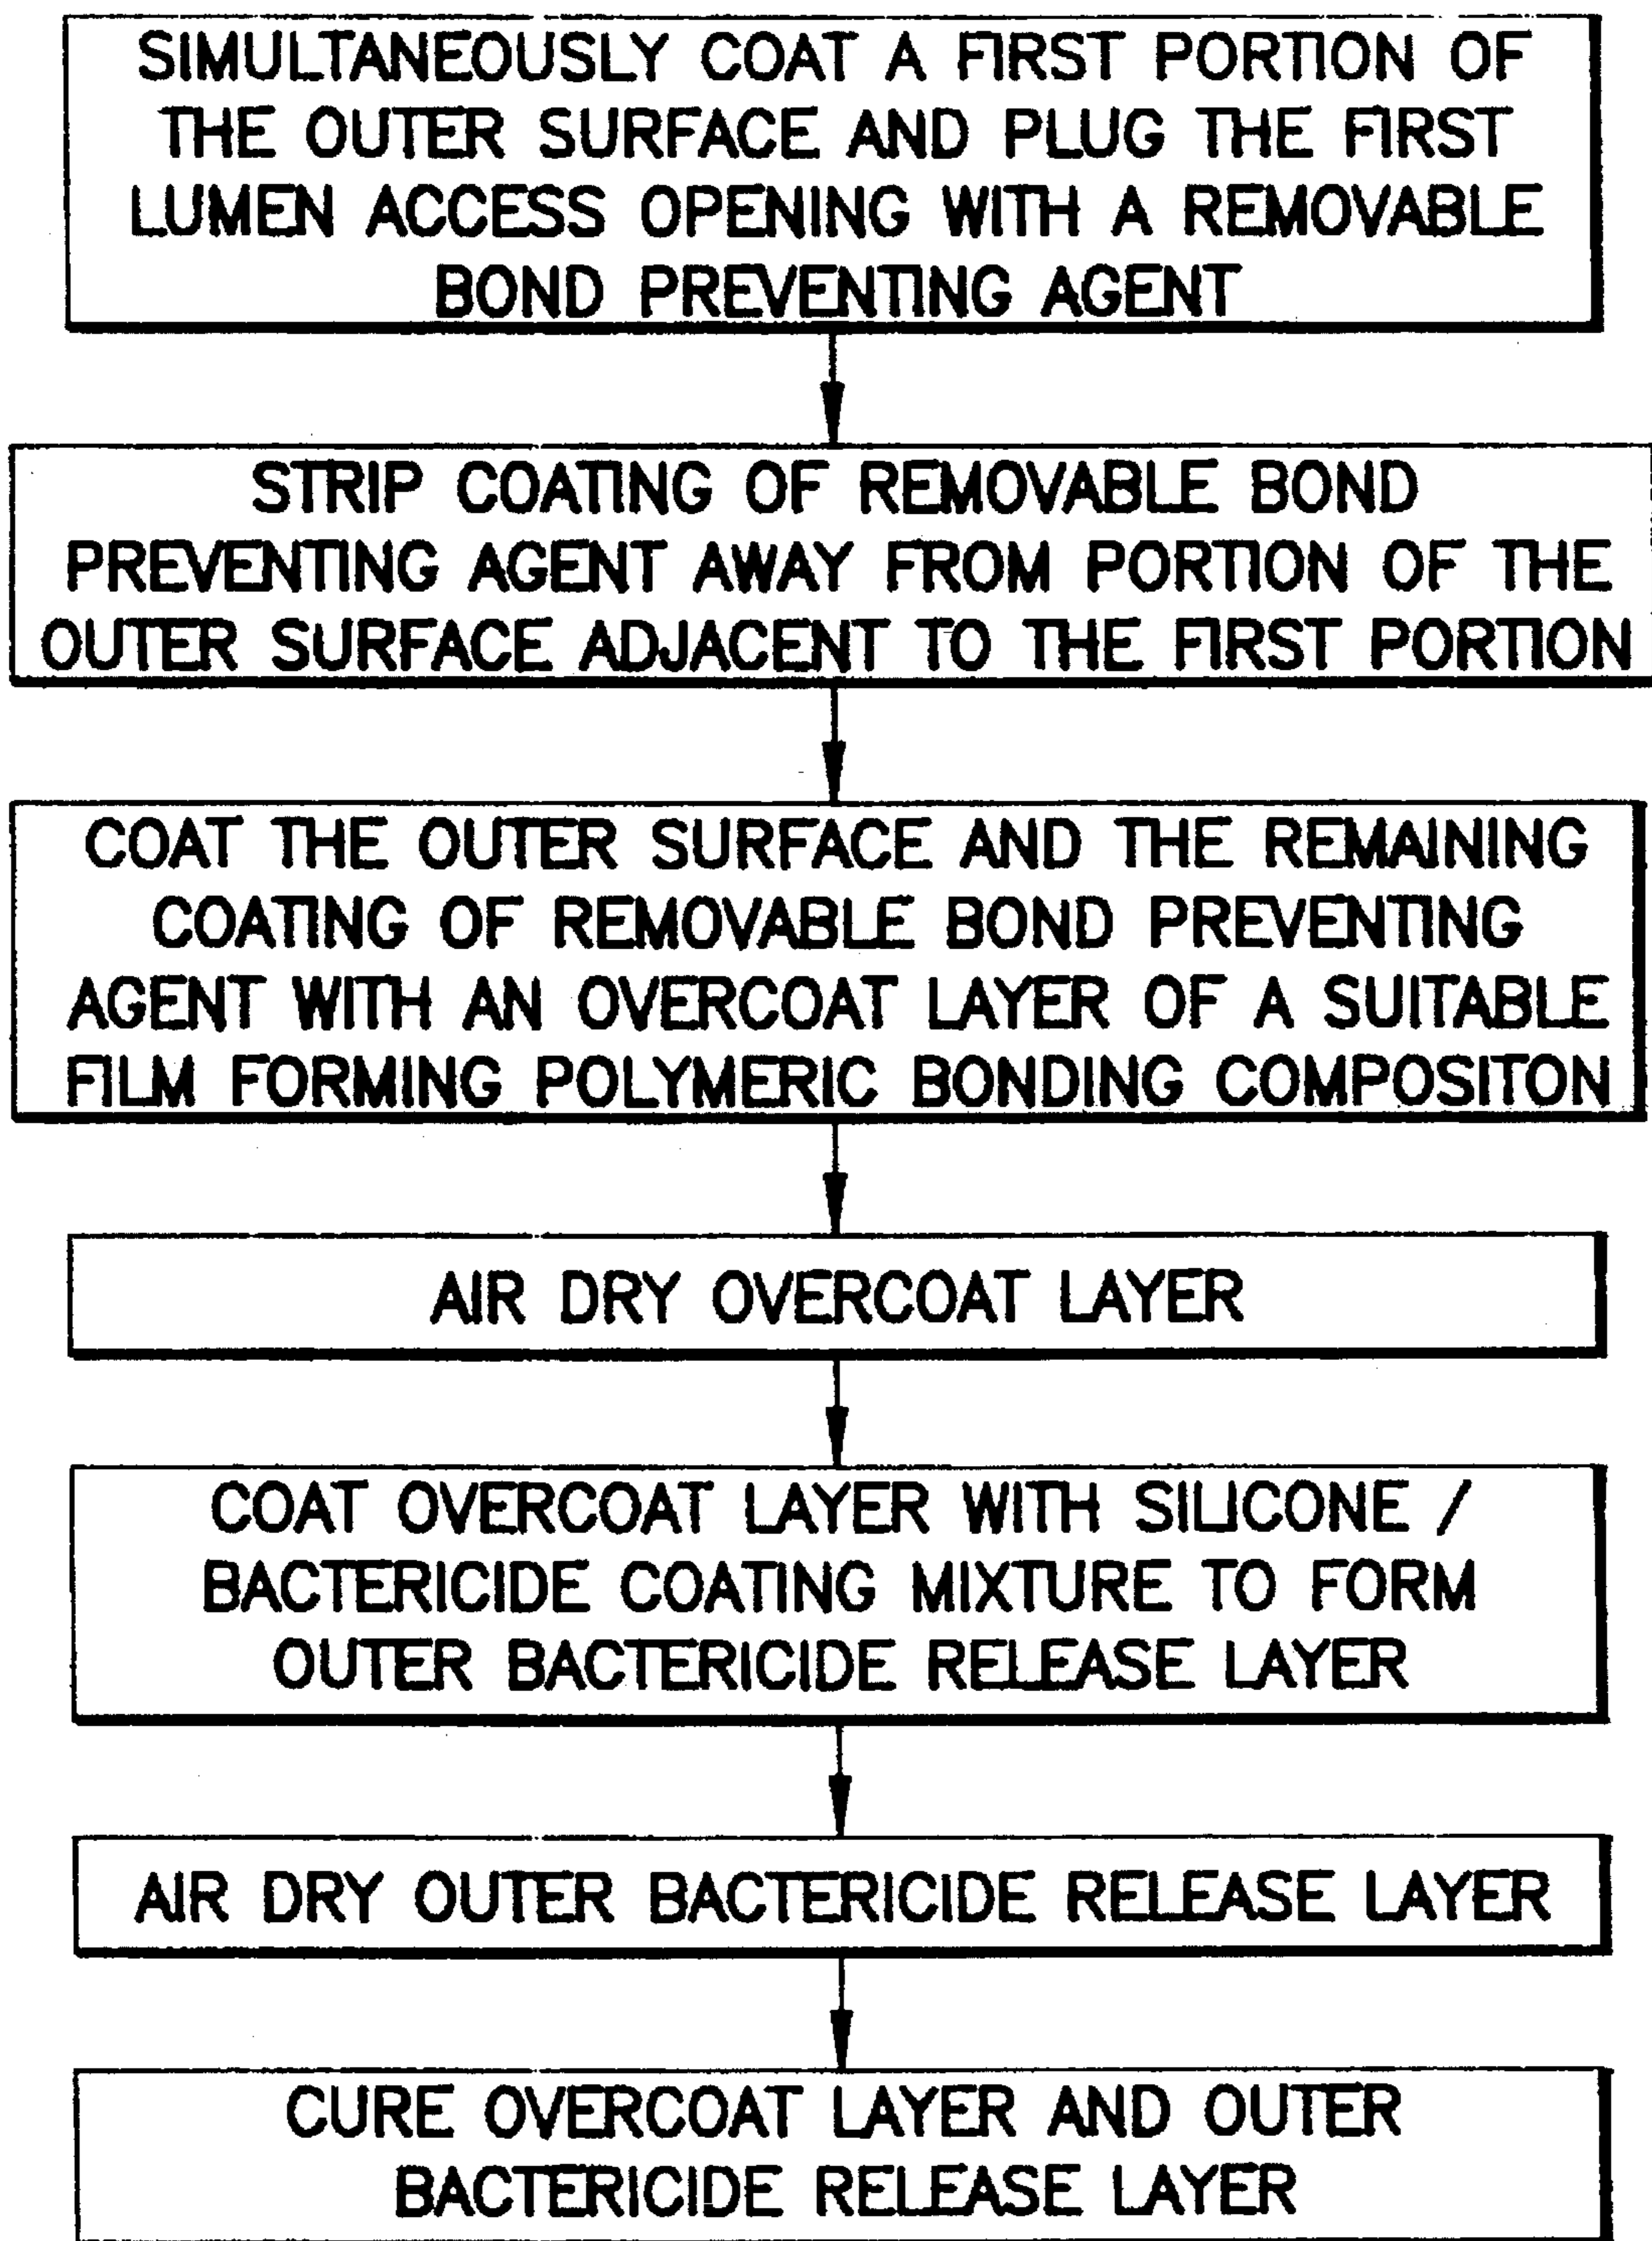 SIMULTANEOUSLY COAT A FIRST PORTION OF
THE OUTER SURFACE AND PLUG THE FIRST
LUMEN ACCESS OPENING WITH A REMOVABLE
BOND PREVENTING AGENT
STRIP COATING OF REMOVABLE BOND
PREVENTING AGENT AWAY FROM PORTION OF THE
OUTER SURFACE ADJACENT TO THE FIRST PORTION
COAT THE OUTER SURFACE AND THE REMAINING
COATING OF REMOVABLE BOND PREVENTING
AGENT WITH AN OVERCOAT LAYER OF A SUITABLE
FILM FORMING POLYMERIC BONDING COMPOSITON
AIR DRY OVERCOAT LAYER
COAT OVERCOAT LAYER WITH SILICONE /
BACTERICIDE COATING MIXTURE TO FORM
OUTER BACTERICIDE RELEASE LAYER
AIR DRY OUTER BACTERICIDE RELEASE LAYER
CURE OVERCOAT LAYER AND OUTER
BACTERICIDE RELEASE LAYER